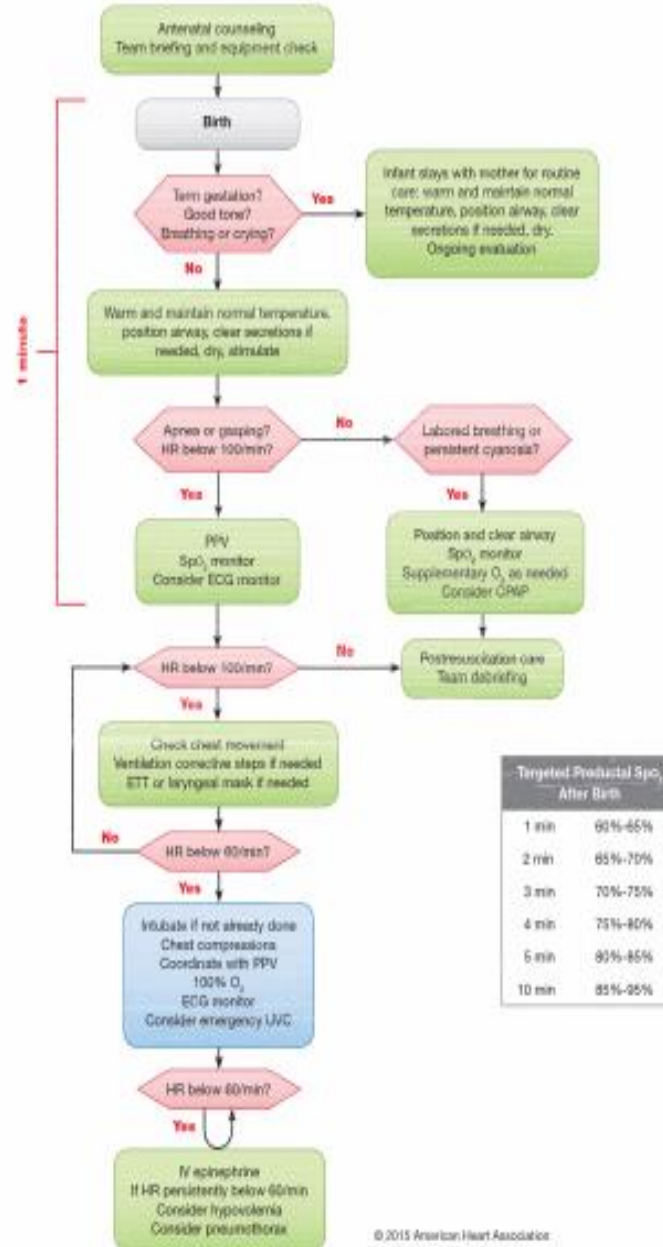 Antenatal counseling
Team briefing and equipment check
Birth
1 minute
Term gestation?
Good tone?
Breathing or crying?
Yes
Infant stays with mother for routine
care: warm and maintain normal
temperature, position airway, clear
secretions if needed, dry.
Ongoing evaluation
No
Warm and maintain normal temperature,
position airway, clear secretions if
needed, dry, stimulate
Apnea or gasping?
HR below 100/min?
No
Labored breathing or
persistent cyanosis?
Yes
Yes
PPV
SpO₂ monitor
Consider ECG monitor
Position and clear airway
SpO₂ monitor
Supplementary O₂ as needed
Consider CPAP
HR below 100/min?
No
Postresuscitation care
Team debriefing
Yes
Check chest movement
Ventilation corrective steps if needed
ETT or laryngeal mask if needed
No
HR below 60/min?
Yes
Intubate if not already done
Chest compressions
Coordinate with PPV
100% O₂
ECG monitor
Consider emergency UVC
HR below 60/min?
Yes
IV epinephrine
If HR persistently below 60/min
Consider hypovolemia
Consider pneumothorax
Targeted Preductal SpO₂
After Birth
1 min 60%-65%
2 min 65%-70%
3 min 70%-75%
4 min 75%-80%
5 min 80%-85%
10 min 85%-95%
© 2015 American Heart Association